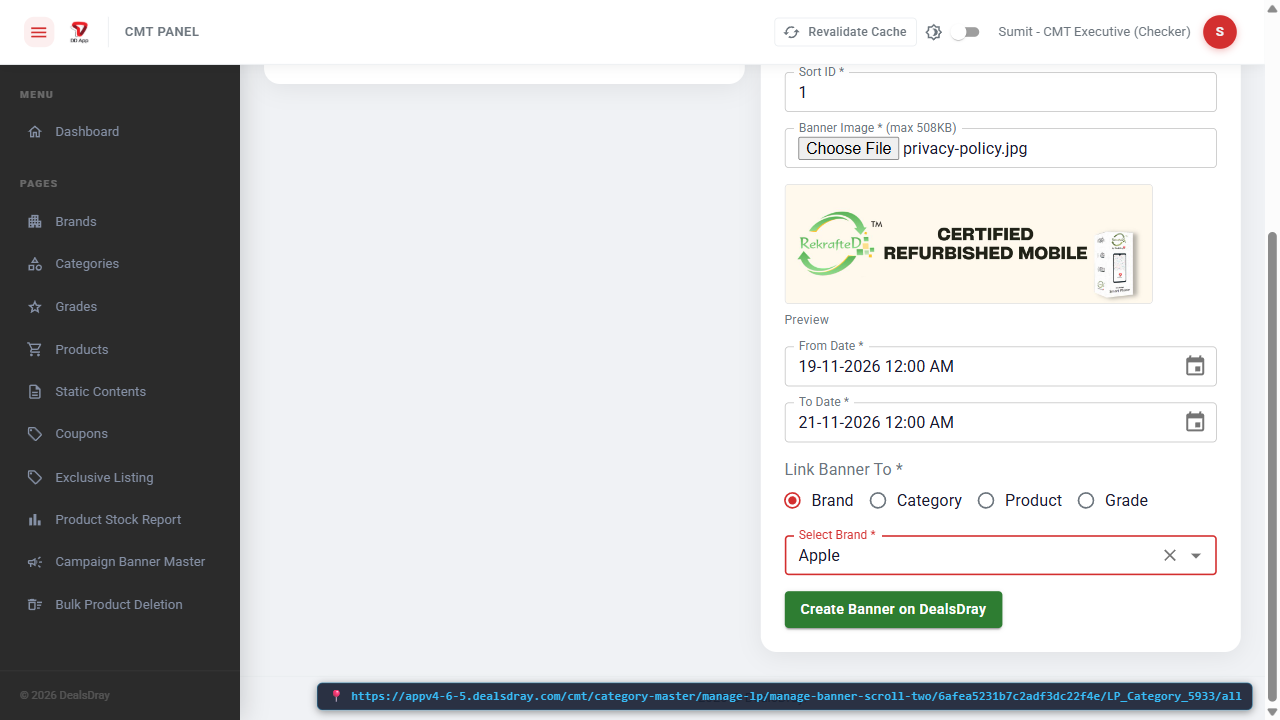 DD App
CMT PANEL
Revalidate Cache
Sumit - CMT Executive (Checker)
S
MENU
Dashboard
PAGES
Brands
Categories
Grades
Products
Static Contents
Coupons
Exclusive Listing
Product Stock Report
Campaign Banner Master
Bulk Product Deletion
© 2026 DealsDray
Sort ID *
1
Banner Image * (max 508KB)
Choose File privacy-policy.jpg
RekrafteD TM
CERTIFIED
REFURBISHED MOBILE
Preview
From Date *
19-11-2026 12:00 AM
To Date *
21-11-2026 12:00 AM
Link Banner To *
Brand Category Product Grade
Select Brand *
Apple
Create Banner on DealsDray
https://appv4-6-5.dealsdray.com/cmt/category-master/manage-lp/manage-banner-scroll-two/6afea5231b7c2adf3dc22f4e/LP_Category_5933/all